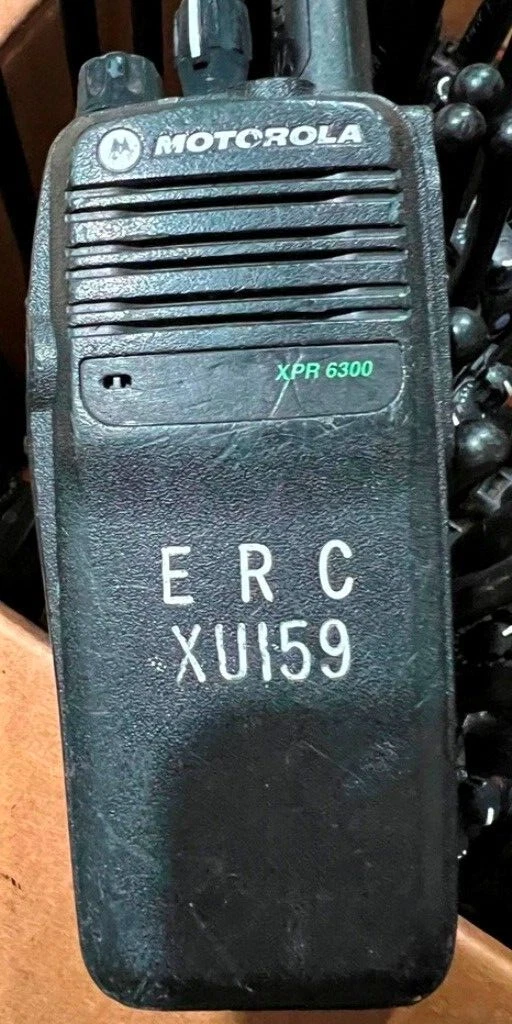 MOTOROLA
XPR 6300
E R C
XU159